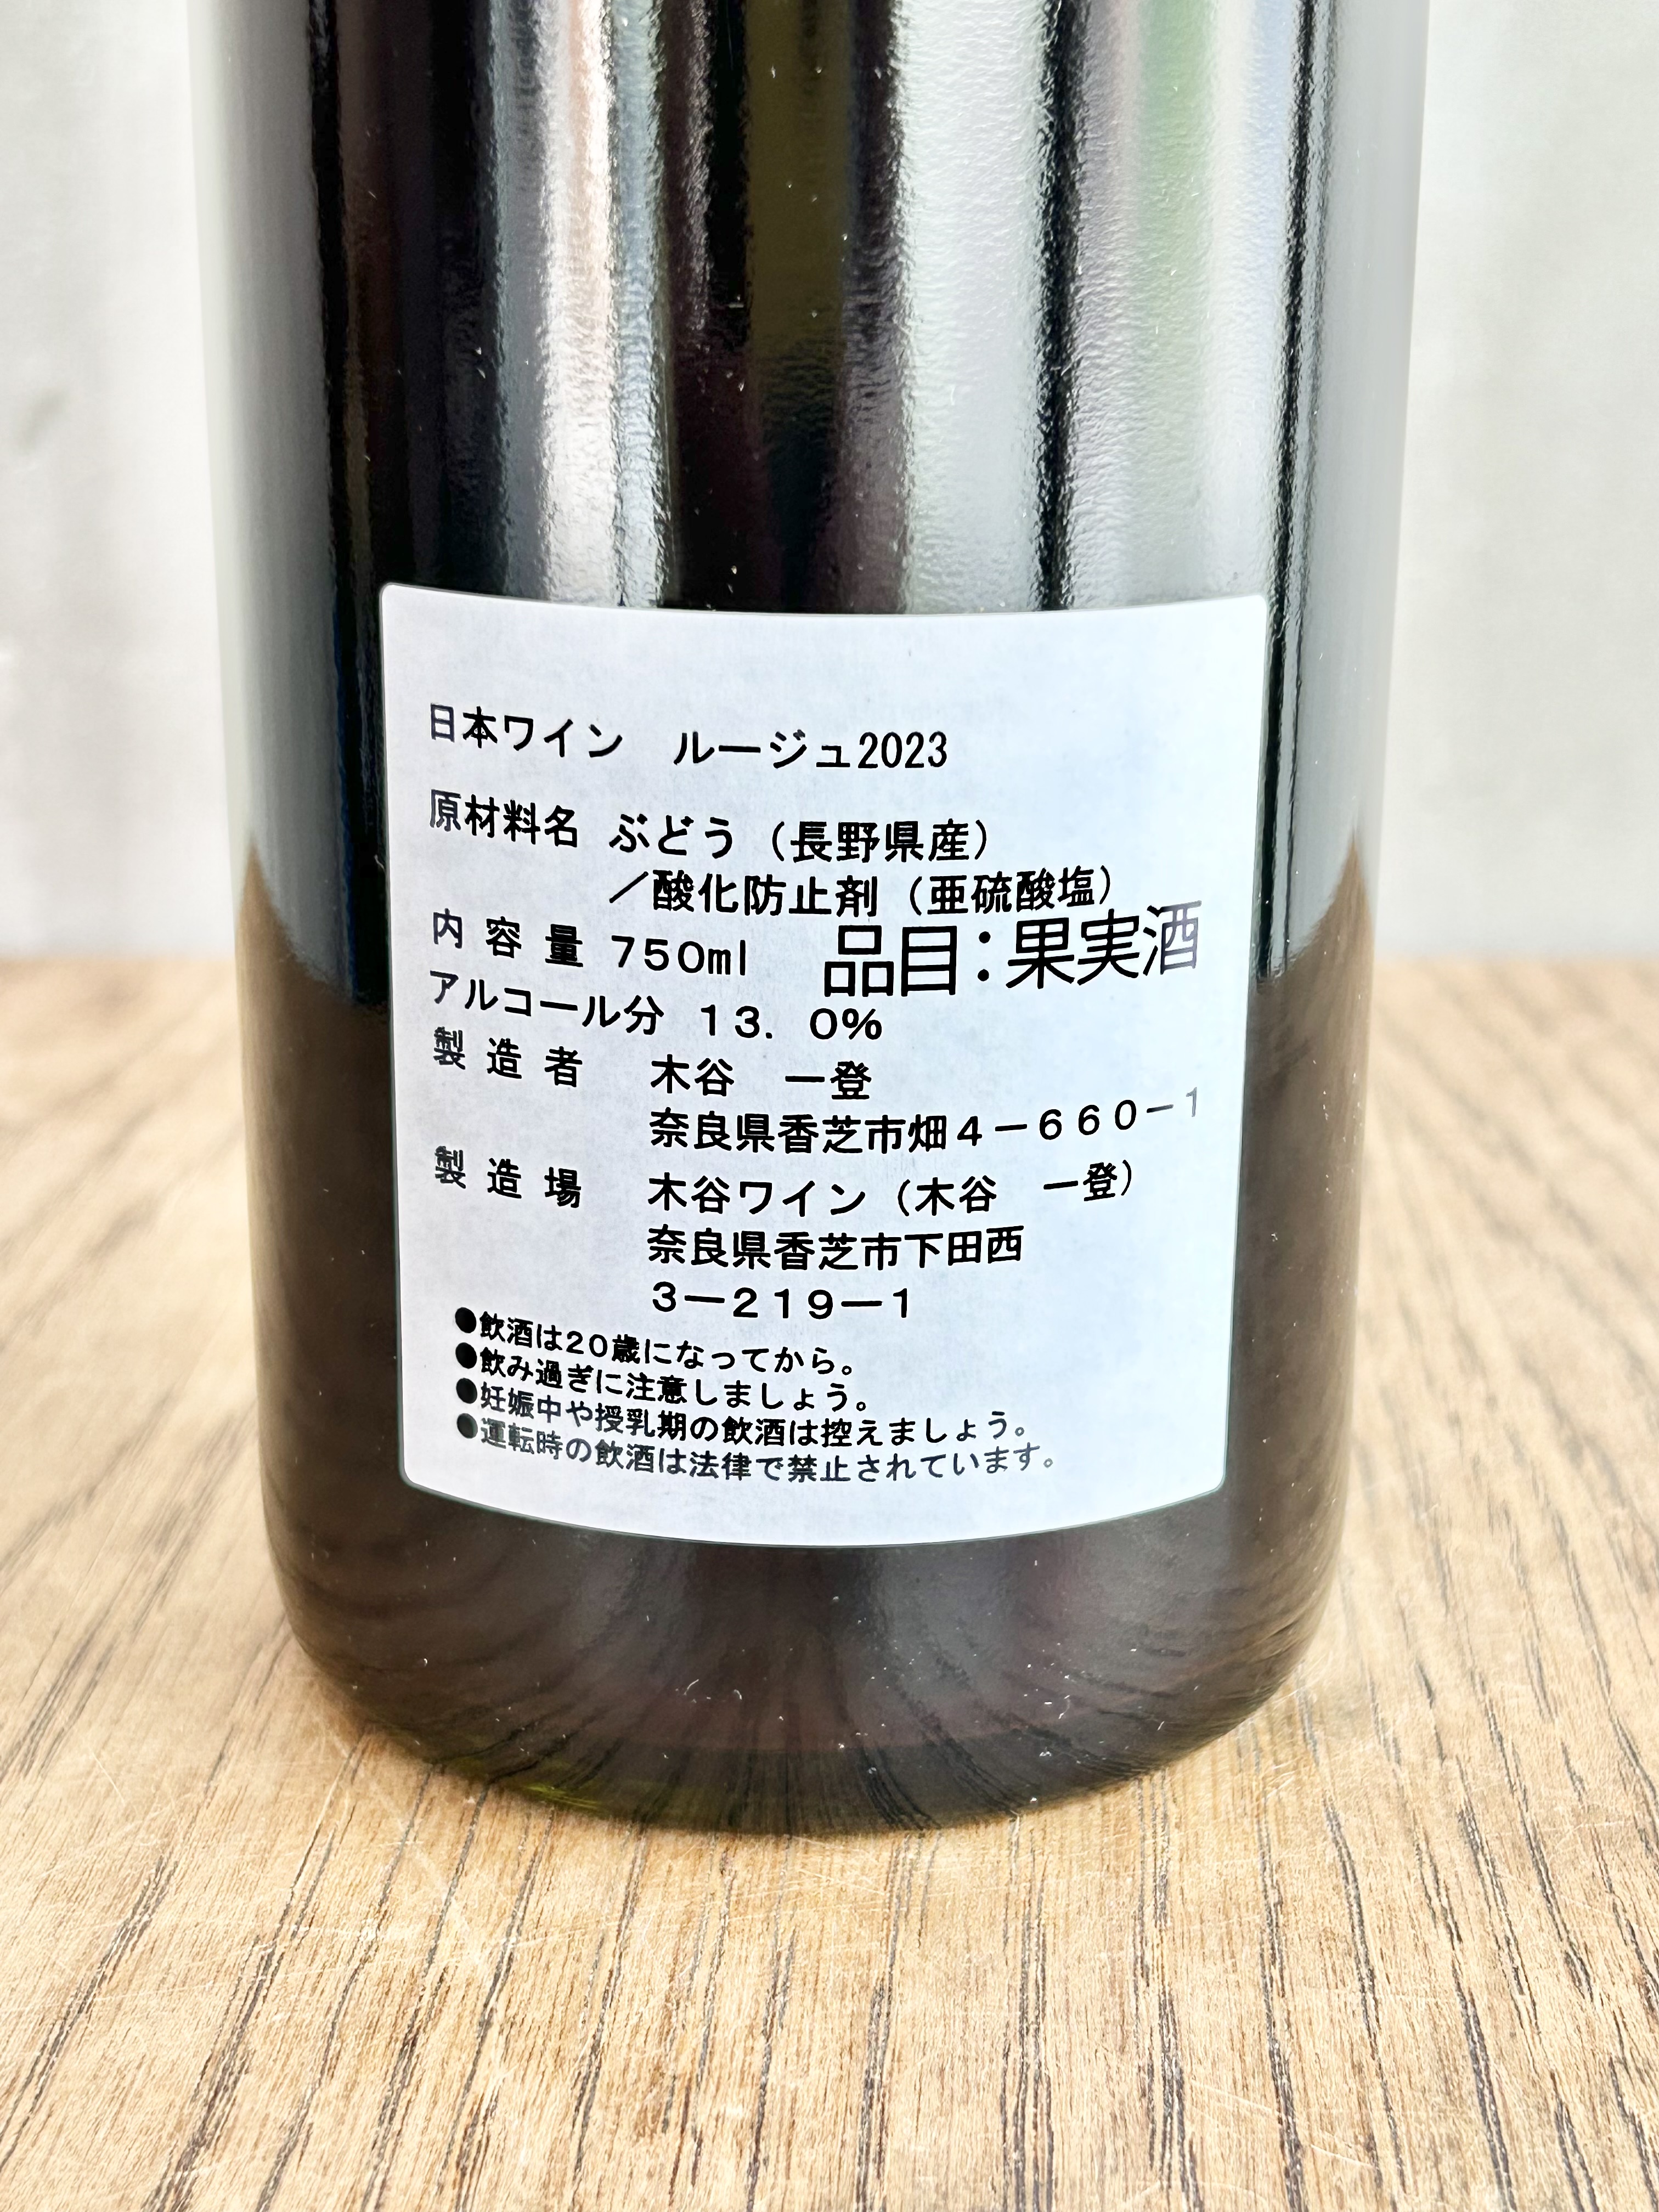 日本ワイン　ルージュ2023
原材料名 ぶどう（長野県産）
／酸化防止剤（亜硫酸塩）
内容量 750ml 品目：果実酒
アルコール分 13．0％
製造者 木谷　一登
奈良県香芝市畑4－660－1
製造場 木谷ワイン（木谷　一登）
奈良県香芝市下田西
3－219－1
●飲酒は20歳になってから。
●飲み過ぎに注意しましょう。
●妊娠中や授乳期の飲酒は控えましょう。
●運転時の飲酒は法律で禁止されています。